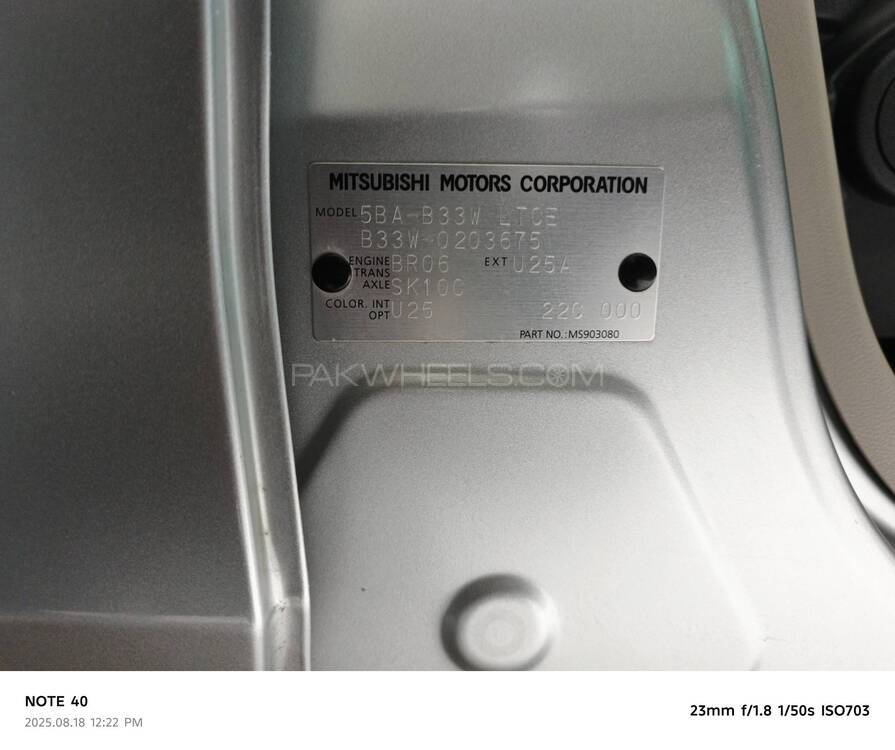 MITSUBISHI MOTORS CORPORATION
MODEL 5BA-B33W LTCE
B33W-0203675
ENGINE BR06 EXT U25A
TRANS AXLE SK10C
COLOR. INT OPT U25 22C 000
PART NO.:M5903080
PAKWHEELS.COM
NOTE 40
2025.08.18 12:22 PM
23mm f/1.8 1/50s ISO703